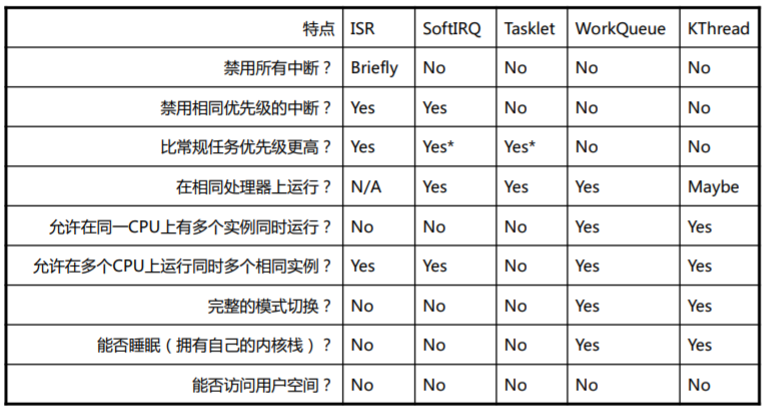 特点 ISR SoftIRQ Tasklet WorkQueue KThread
禁用所有中断？ Briefly No No No No
禁用相同优先级的中断？ Yes Yes No No No
比常规任务优先级更高？ Yes Yes* Yes* No No
在相同处理器上运行？ N/A Yes Yes Yes Maybe
允许在同一CPU上有多个实例同时运行？ No No No Yes Yes
允许在多个CPU上运行同时多个相同实例？ Yes Yes No Yes Yes
完整的模式切换？ No No No Yes Yes
能否睡眠（拥有自己的内核栈）？ No No No Yes Yes
能否访问用户空间？ No No No No No